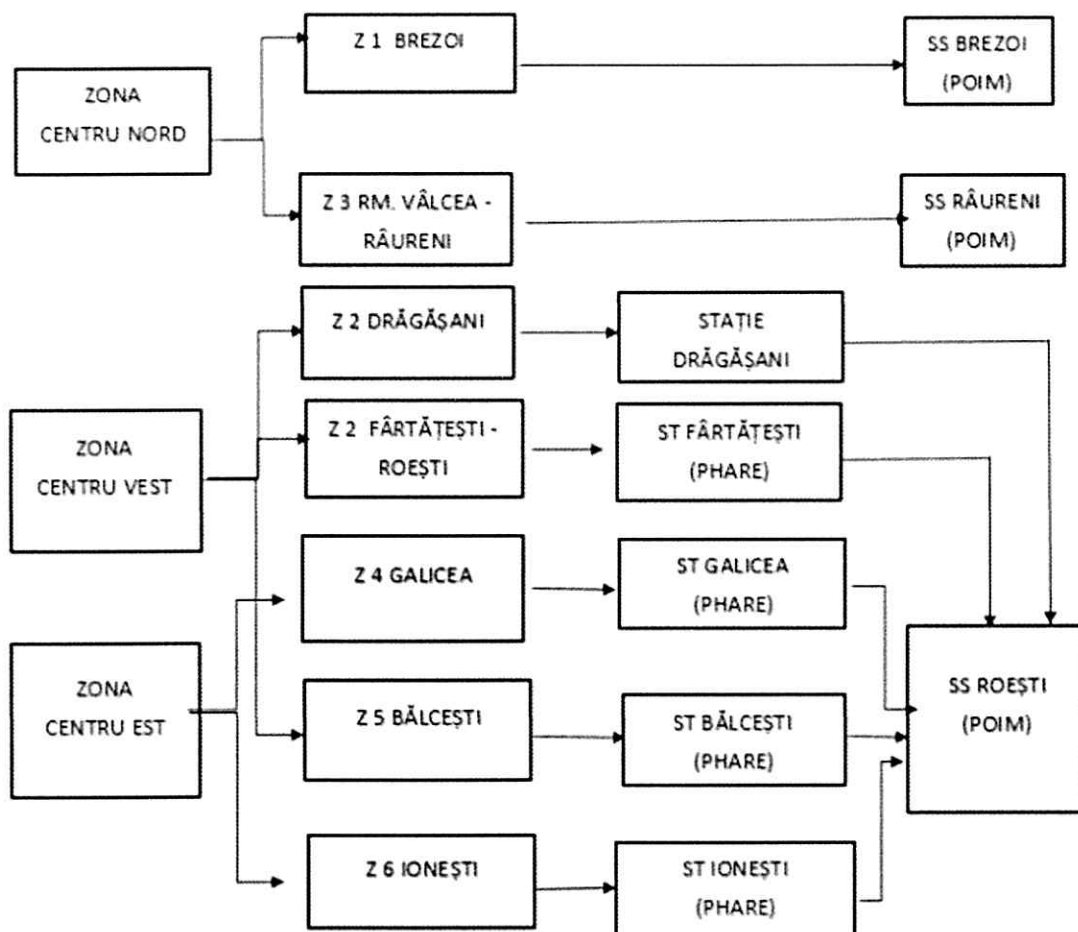 Z 1 BREZOI
SS BREZOI
(POIM)
ZONA
CENTRU NORD
Z 3 RM. VÂLCEA -
RÂURENI
SS RÂURENI
(POIM)
Z 2 DRĂGĂȘANI
STAȚIE
DRĂGĂȘANI
ZONA
CENTRU VEST
Z 2 FÂRTĂȚEȘTI -
ROEȘTI
ST FÂRTĂȚEȘTI
(PHARE)
Z 4 GALICEA
ST GALICEA
(PHARE)
ZONA
CENTRU EST
Z 5 BĂLCEȘTI
ST BĂLCEȘTI
(PHARE)
SS ROEȘTI
(POIM)
Z 6 IONEȘTI
ST IONEȘTI
(PHARE)